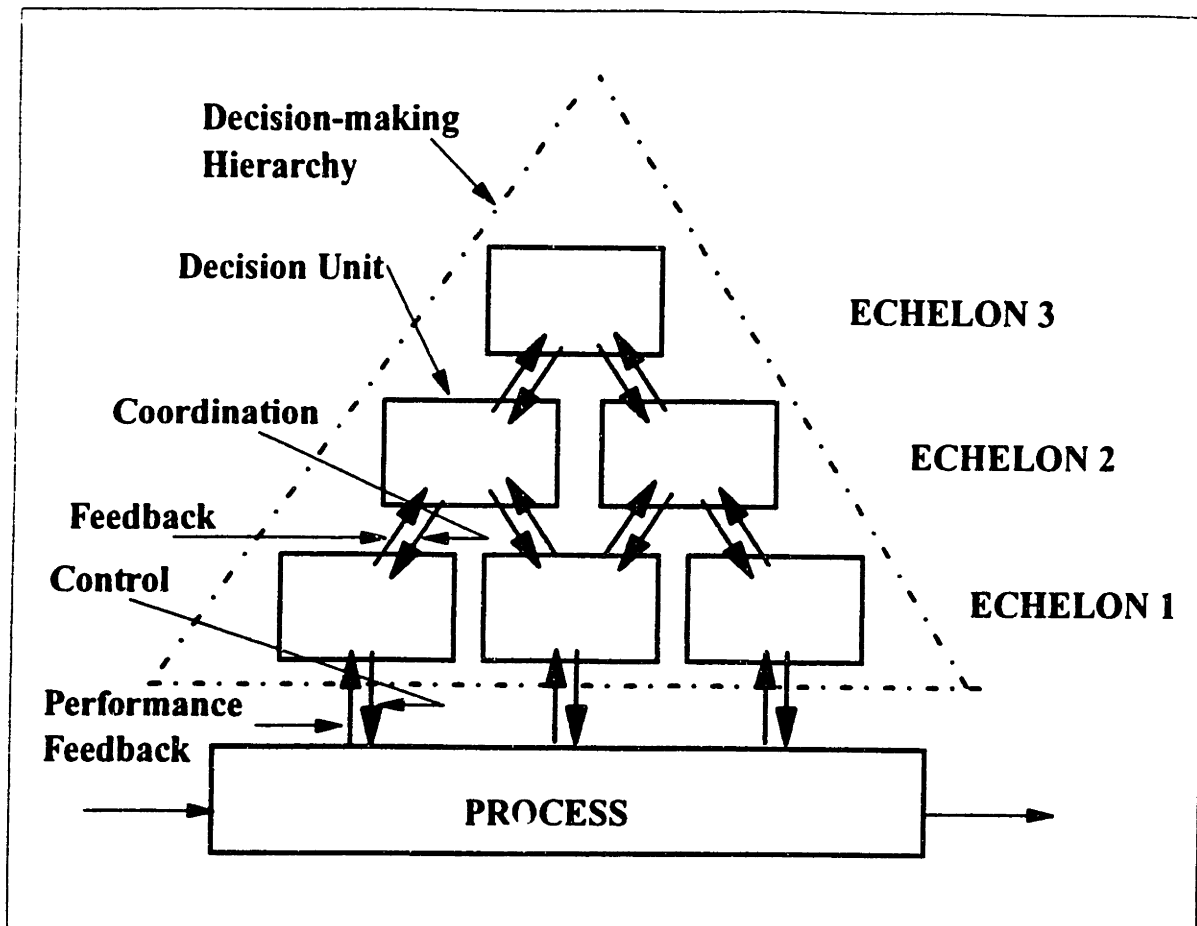 Decision-making
Hierarchy
Decision Unit
ECHELON 3
Coordination
ECHELON 2
Feedback
Control
ECHELON 1
Performance
Feedback
PROCESS